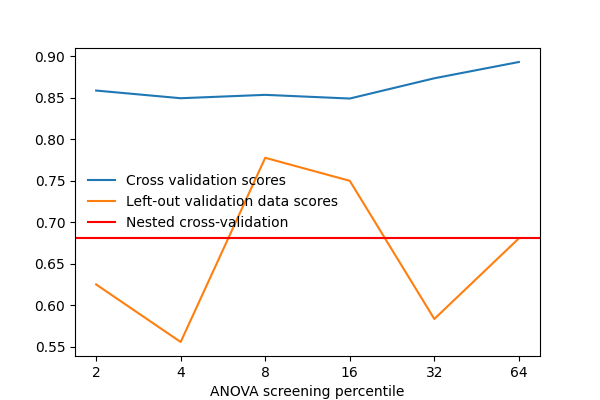 0.90
0.85
0.80
0.75
0.70
0.65
0.60
0.55
Cross validation scores
Left-out validation data scores
Nested cross-validation
2 4 8 16 32 64
ANOVA screening percentile